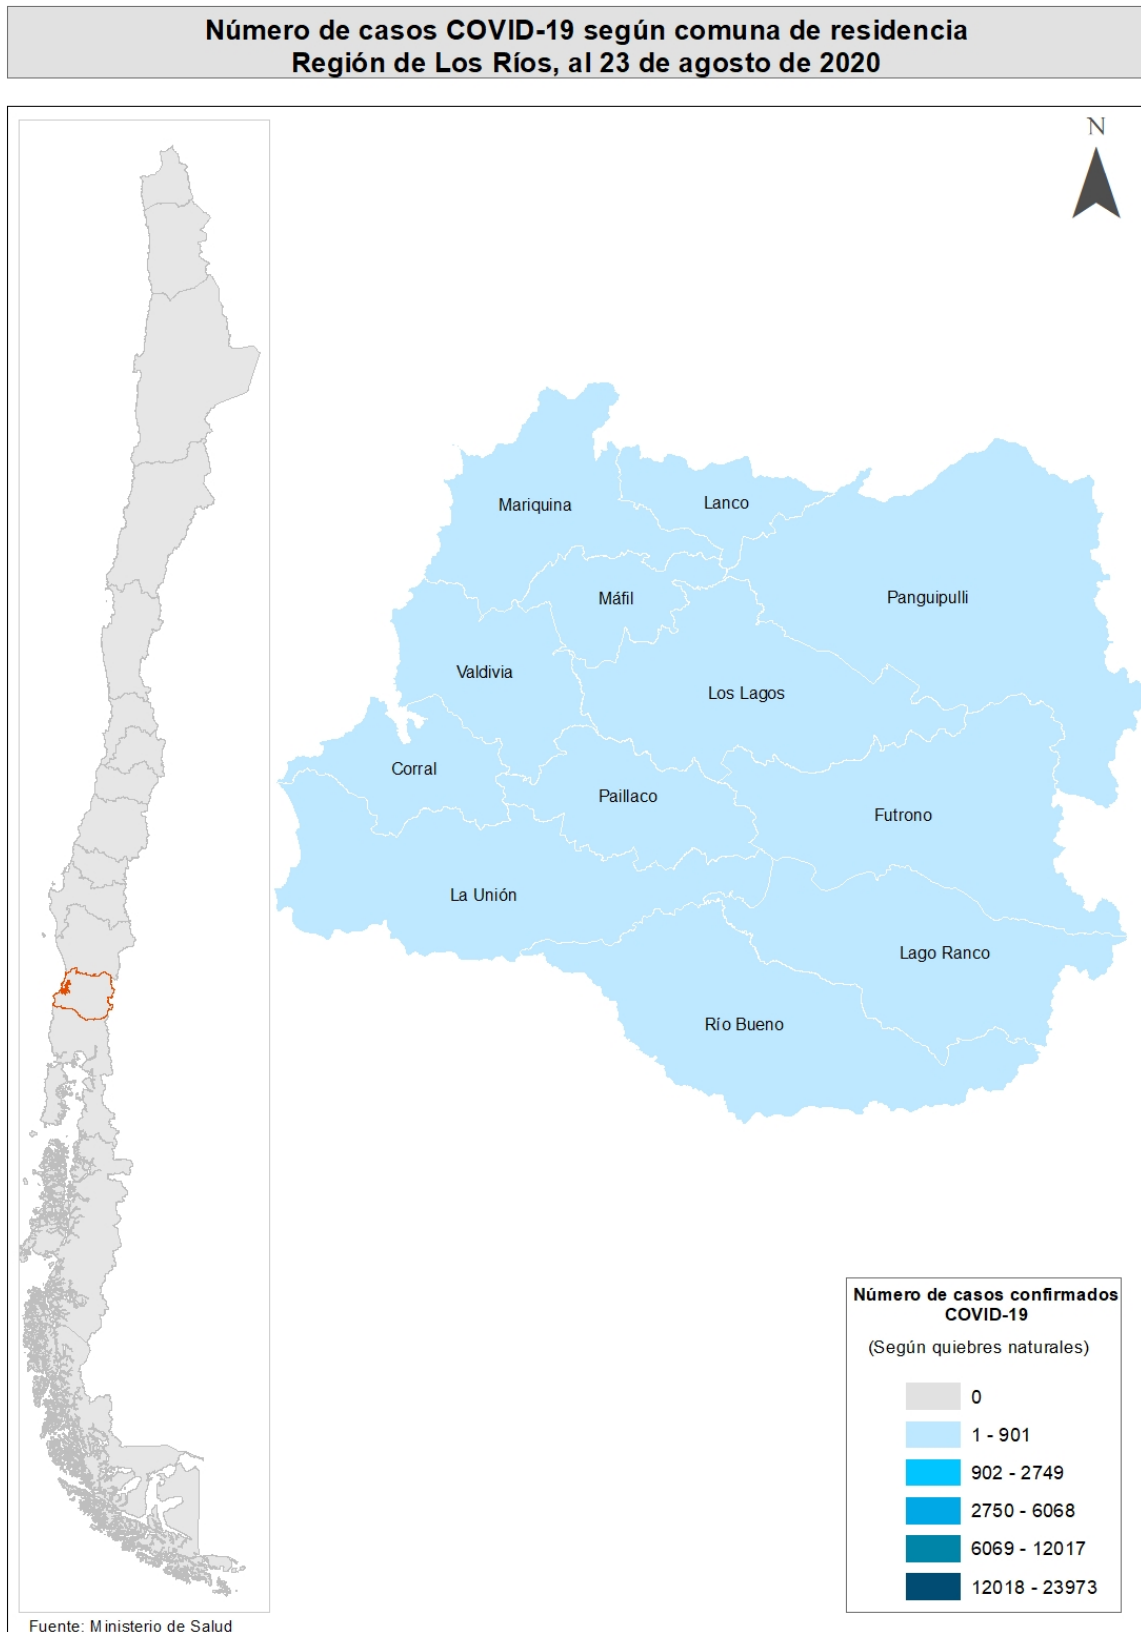 Número de casos COVID-19 según comuna de residencia
Región de Los Ríos, al 23 de agosto de 2020
N
Mariquina
Lanco
Máfil
Panguipulli
Valdivia
Los Lagos
Corral
Paillaco
Futrono
La Unión
Lago Ranco
Río Bueno
Número de casos confirmados
COVID-19
(Según quiebres naturales)
0
1 - 901
902 - 2749
2750 - 6068
6069 - 12017
12018 - 23973
Fuente: Ministerio de Salud